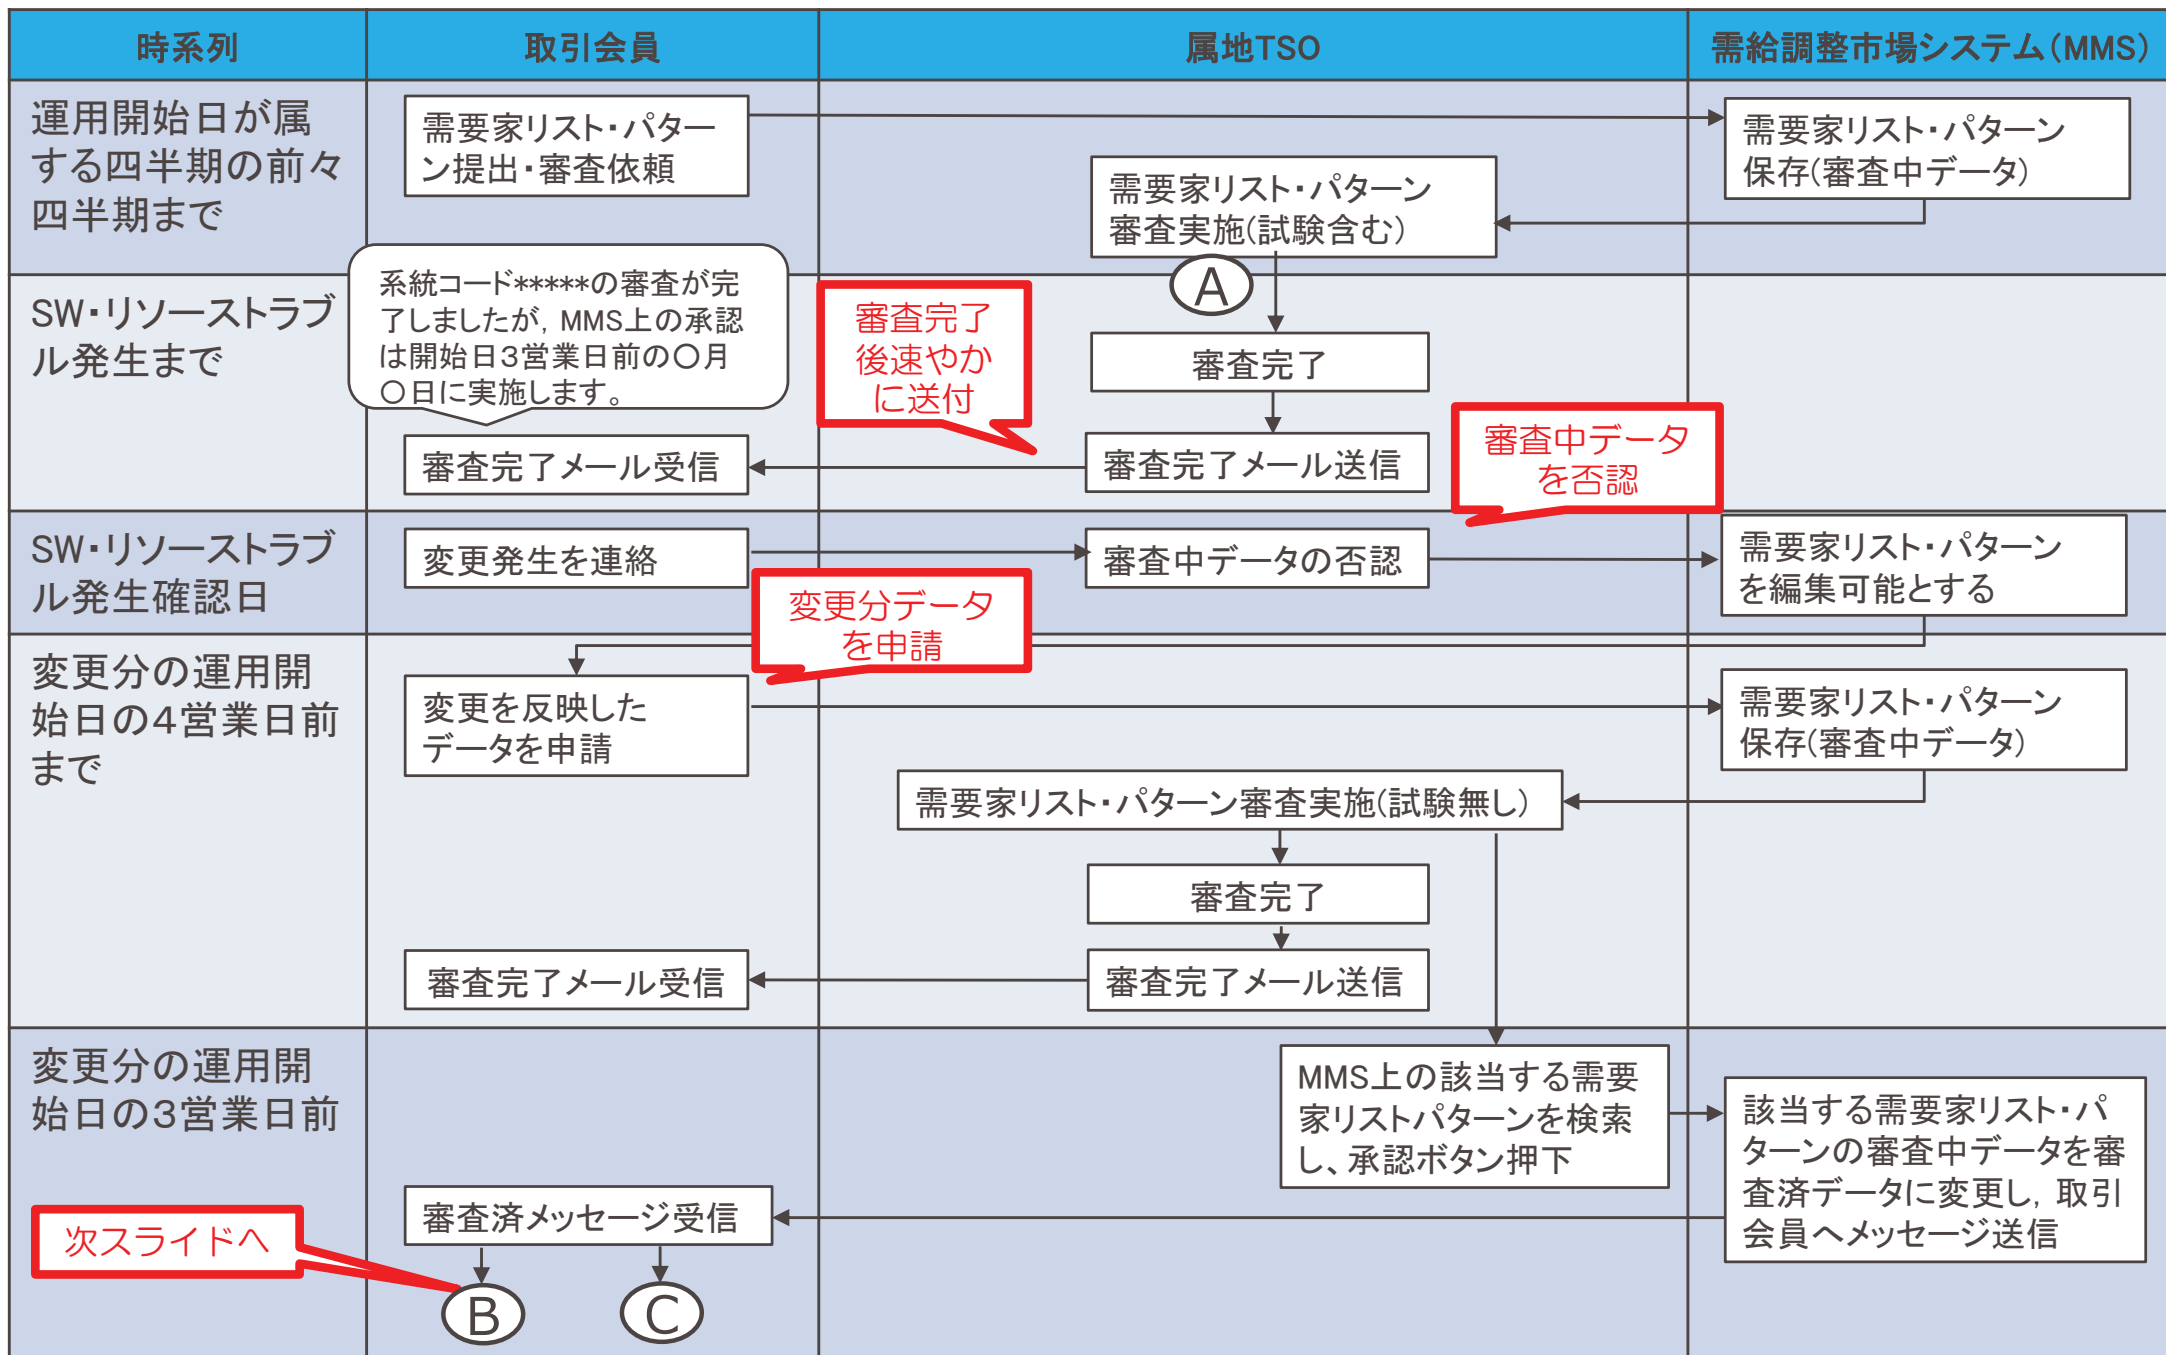 時系列
取引会員
属地TSO
需給調整市場システム(MMS)
運用開始日が属
する四半期の前々
四半期まで
需要家リスト・パター
ン提出・審査依頼
需要家リスト・パターン
審査実施(試験含む)
需要家リスト・パターン
保存(審査中データ)
SW・リソーストラブ
ル発生まで
系統コード*****の審査が完
了しましたが，MMS上の承認
は開始日3営業日前の〇月
〇日に実施します。
審査完了
後速やか
に送付
A
審査完了
審査完了メール受信
審査完了メール送信
審査中データ
を否認
SW・リソーストラブ
ル発生確認日
変更発生を連絡
審査中データの否認
需要家リスト・パターン
を編集可能とする
変更分データ
を申請
変更分の運用開
始日の4営業日前
まで
変更を反映した
データを申請
需要家リスト・パターン
保存(審査中データ)
需要家リスト・パターン審査実施(試験無し)
審査完了
審査完了メール受信
審査完了メール送信
変更分の運用開
始日の3営業日前
MMS上の該当する需要
家リストパターンを検索
し、承認ボタン押下
該当する需要家リスト・パ
ターンの審査中データを審
査済データに変更し，取引
会員へメッセージ送信
審査済メッセージ受信
次スライドへ
B
C